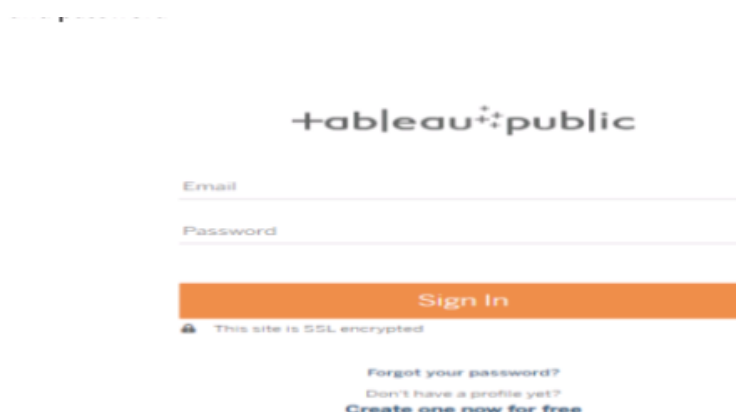 +ableau public
Email
Password
Sign In
This site is SSL encrypted
Forgot your password?
Don't have a profile yet?
Create one now for free